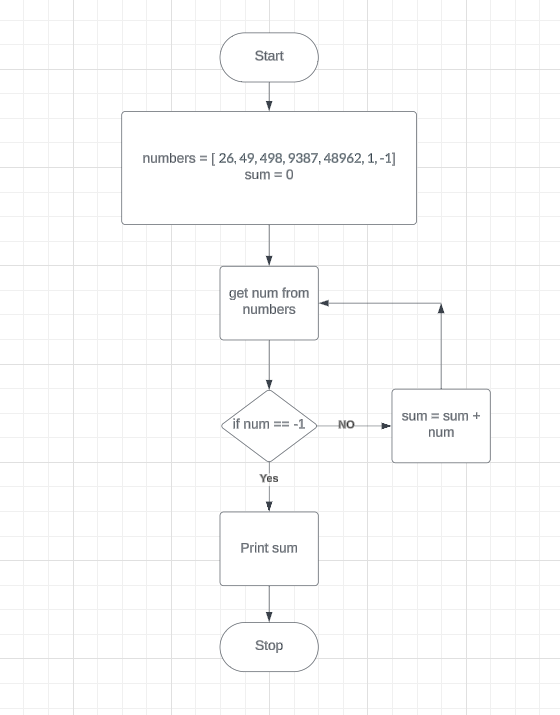 Start
numbers = [ 26, 49, 498, 9387, 48962, 1, -1]
sum = 0
get num from
numbers
if num == -1
NO
sum = sum +
num
Yes
Print sum
Stop